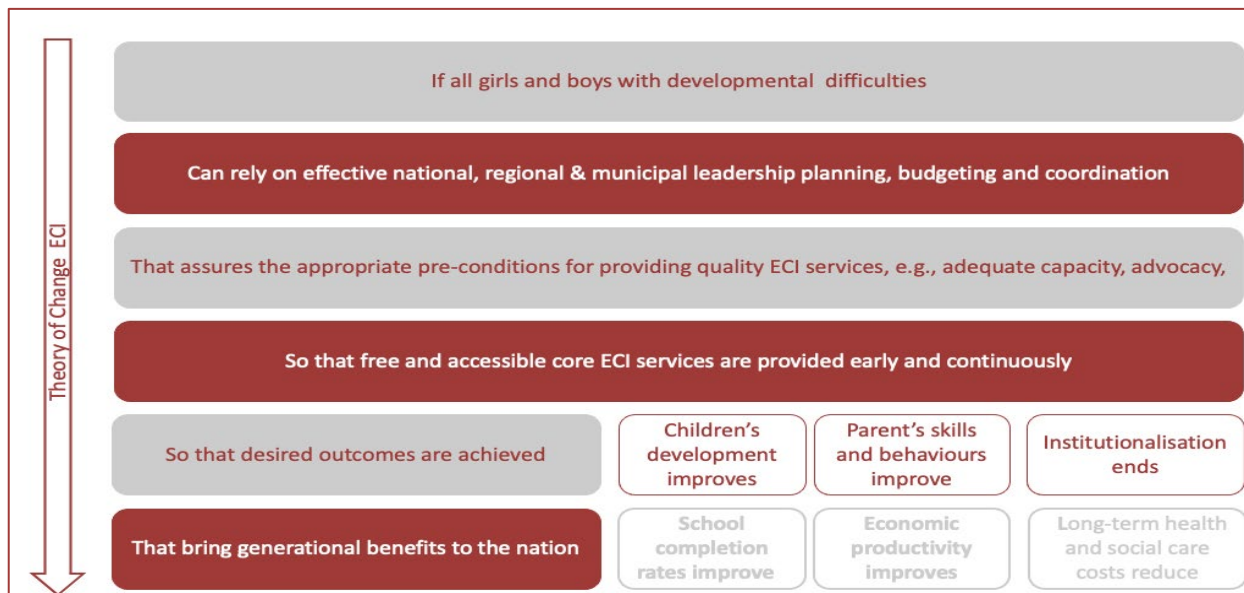 Theory of Change ECI
If all girls and boys with developmental difficulties
Can rely on effective national, regional & municipal leadership planning, budgeting and coordination
That assures the appropriate pre-conditions for providing quality ECI services, e.g., adequate capacity, advocacy,
So that free and accessible core ECI services are provided early and continuously
So that desired outcomes are achieved
Children's
development
improves
Parent's skills
and behaviours
improve
Institutionalisation
ends
That bring generational benefits to the nation
School
completion
rates improve
Economic
productivity
improves
Long-term health
and social care
costs reduce